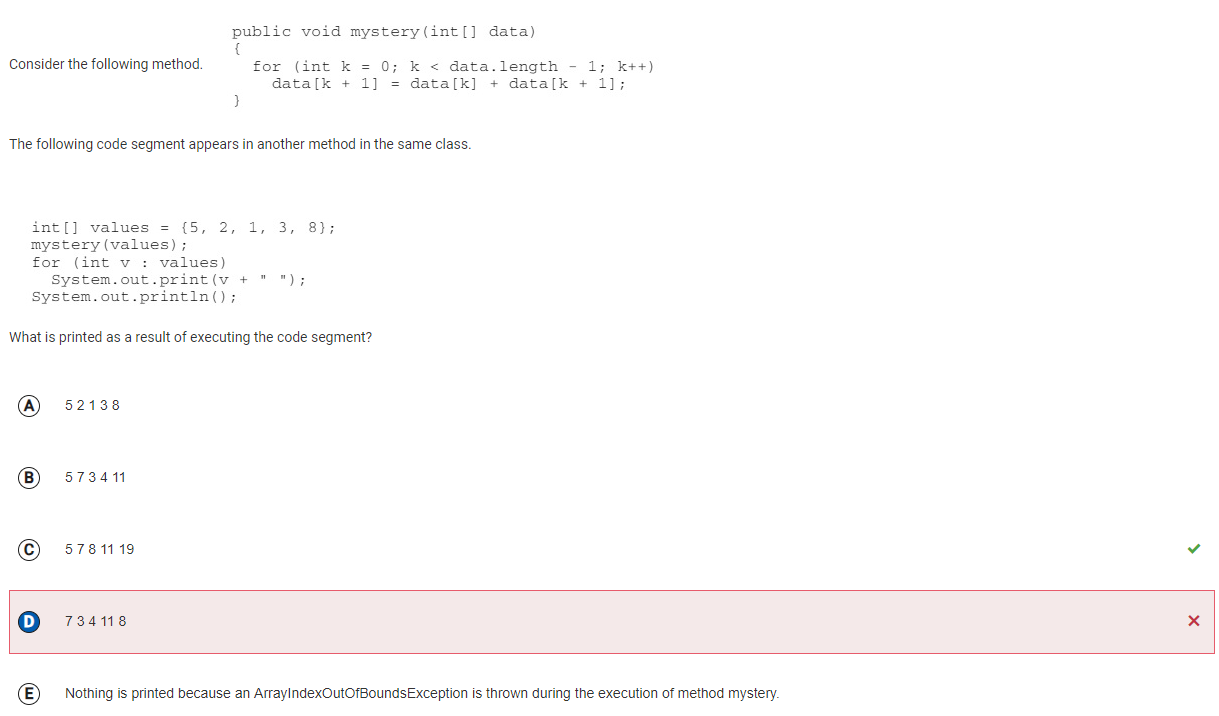 public void mystery(int[] data)
{
Consider the following method.
for (int k = 0; k < data.length - 1; k++)
data[k + 1] = data[k] + data[k + 1];
}
The following code segment appears in another method in the same class.
int[] values = {5, 2, 1, 3, 8};
mystery(values);
for (int v : values)
System.out.print(v + " ");
System.out.println();
What is printed as a result of executing the code segment?
A 5 2 1 3 8
B 5 7 3 4 11
C 5 7 8 11 19
D 7 3 4 11 8
E Nothing is printed because an ArrayIndexOutOfBoundsException is thrown during the execution of method mystery.